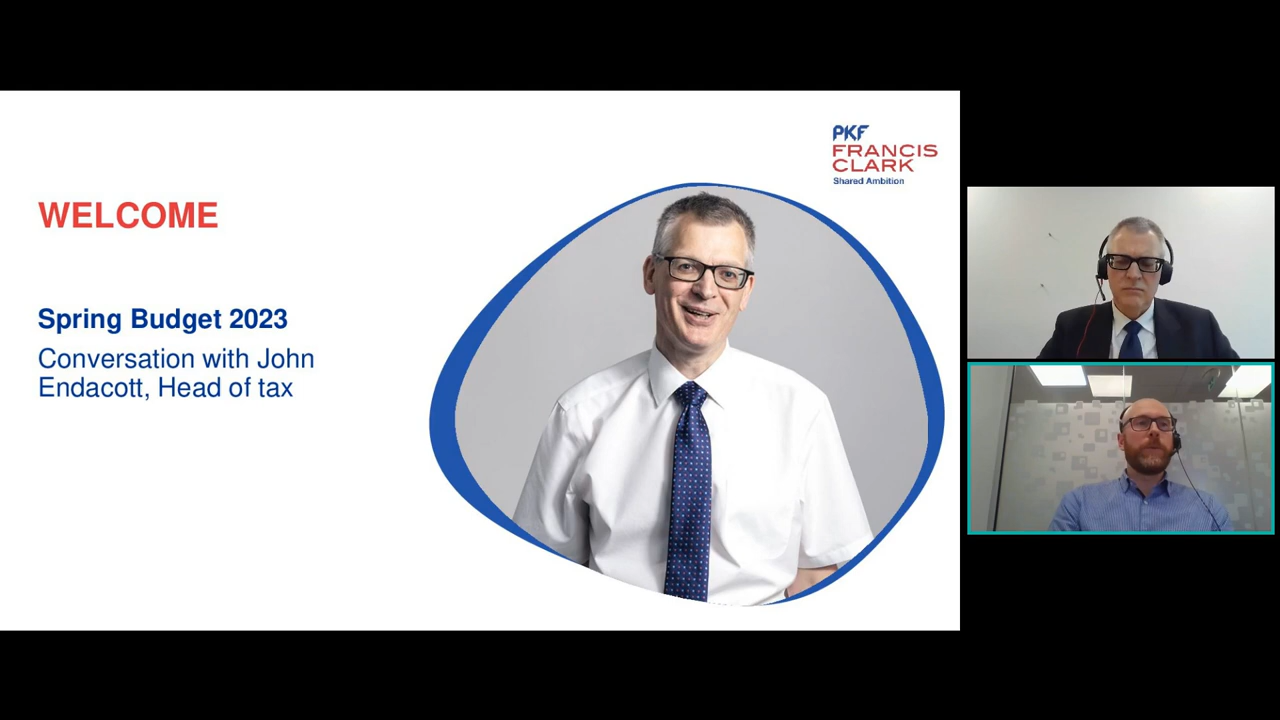 PKF
FRANCIS
CLARK
Shared Ambition
WELCOME
Spring Budget 2023
Conversation with John
Endacott, Head of tax